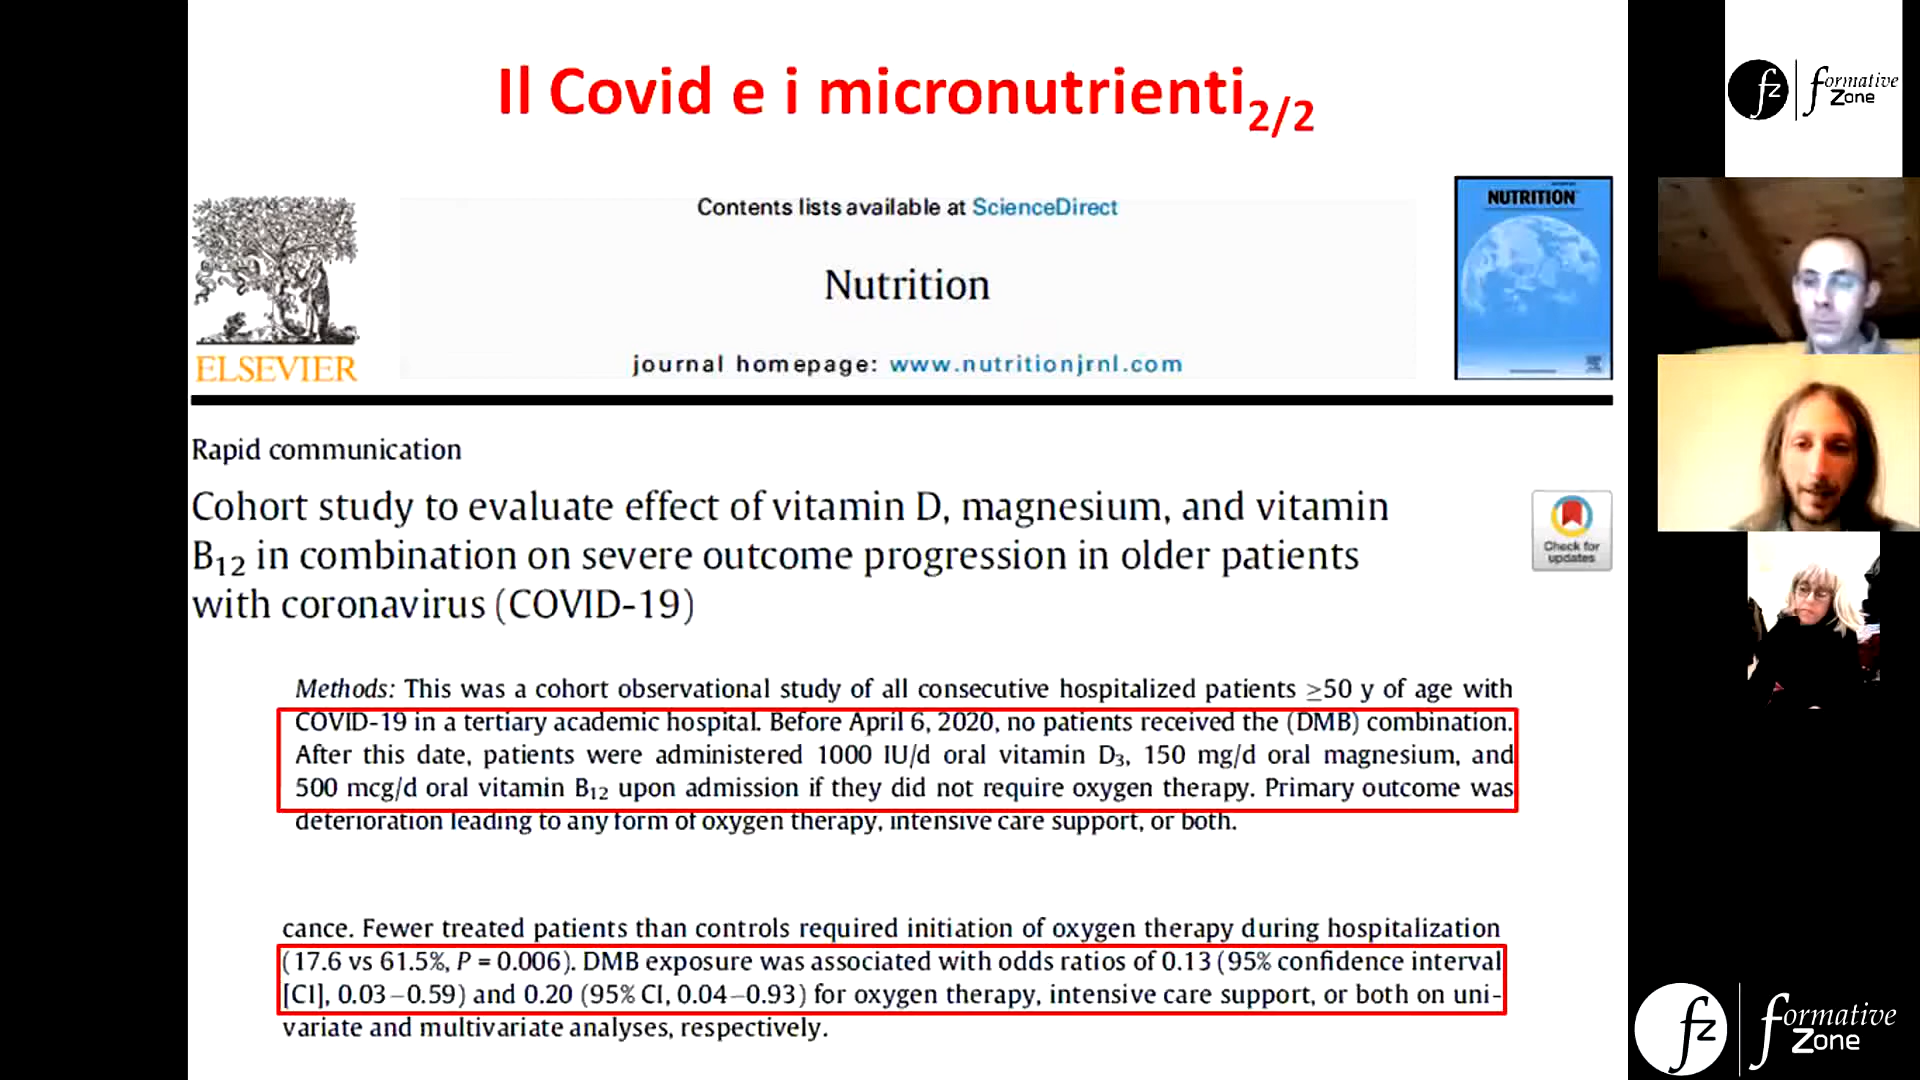 Il Covid e i micronutrienti2/2
formative
Zone
Contents lists available at ScienceDirect
NUTRITION
Nutrition
ELSEVIER
journal homepage: www.nutritionjrnl.com
Rapid communication
Cohort study to evaluate effect of vitamin D, magnesium, and vitamin
B12 in combination on severe outcome progression in older patients
with coronavirus (COVID-19)
Check for
updates
Methods: This was a cohort observational study of all consecutive hospitalized patients ≥50 y of age with
COVID-19 in a tertiary academic hospital. Before April 6, 2020, no patients received the (DMB) combination.
After this date, patients were administered 1000 IU/d oral vitamin D3, 150 mg/d oral magnesium, and
500 mcg/d oral vitamin B12 upon admission if they did not require oxygen therapy. Primary outcome was
deterioration leading to any form of oxygen therapy, intensive care support, or both.
cance. Fewer treated patients than controls required initiation of oxygen therapy during hospitalization
(17.6 vs 61.5%, P = 0.006). DMB exposure was associated with odds ratios of 0.13 (95% confidence interval
[CI], 0.03–0.59) and 0.20 (95% CI, 0.04–0.93) for oxygen therapy, intensive care support, or both on uni-
variate and multivariate analyses, respectively.
fz
formative
Zone